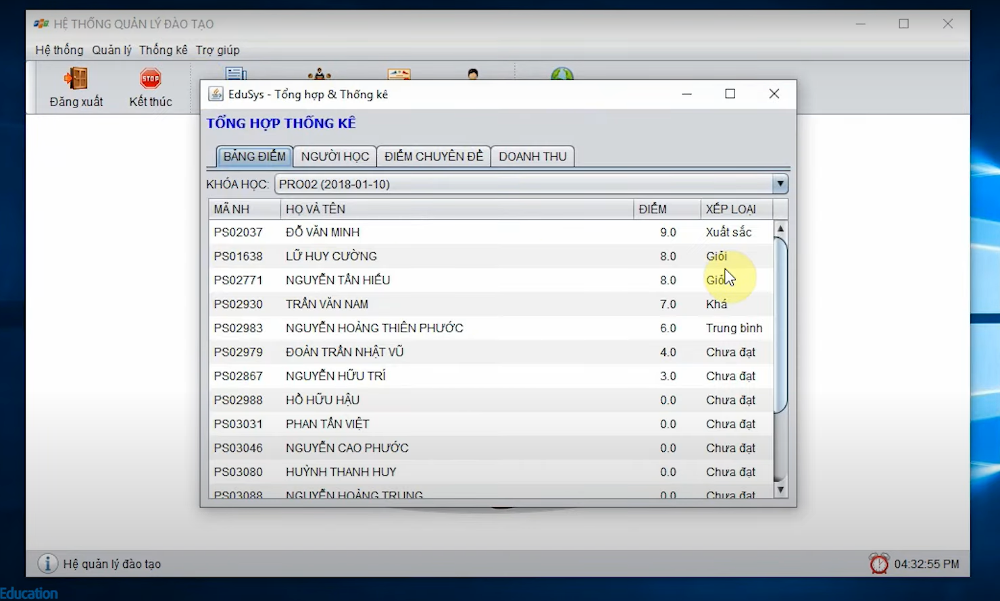 HỆ THỐNG QUẢN LÝ ĐÀO TẠO
Hệ thống Quản lý Thống kê Trợ giúp
STOP
Đăng xuất Kết thúc
EduSys - Tổng hợp & Thống kê
TỔNG HỢP THỐNG KÊ
BẢNG ĐIỂM NGƯỜI HỌC ĐIỂM CHUYÊN ĐỀ DOANH THU
KHÓA HỌC: PRO02 (2018-01-10)
MÃ NH HỌ VÀ TÊN ĐIỂM XẾP LOẠI
PS02037 ĐỖ VĂN MINH 9.0 Xuất sắc
PS01638 LỮ HUY CƯỜNG 8.0 Giỏi
PS02771 NGUYỄN TẤN HIẾU 8.0 Giỏi
PS02930 TRẦN VĂN NAM 7.0 Khá
PS02983 NGUYỄN HOÀNG THIÊN PHƯỚC 6.0 Trung bình
PS02979 ĐOÀN TRẦN NHẬT VŨ 4.0 Chưa đạt
PS02867 NGUYỄN HỮU TRÍ 3.0 Chưa đạt
PS02988 HỒ HỮU HẬU 0.0 Chưa đạt
PS03031 PHAN TẤN VIỆT 0.0 Chưa đạt
PS03046 NGUYỄN CAO PHƯỚC 0.0 Chưa đạt
PS03080 HUỲNH THANH HUY 0.0 Chưa đạt
PS03088 NGUYỄN HOÀNG TRUNG 0.0 Chưa đạt
Hệ quản lý đào tạo 04:32:55 PM
Education